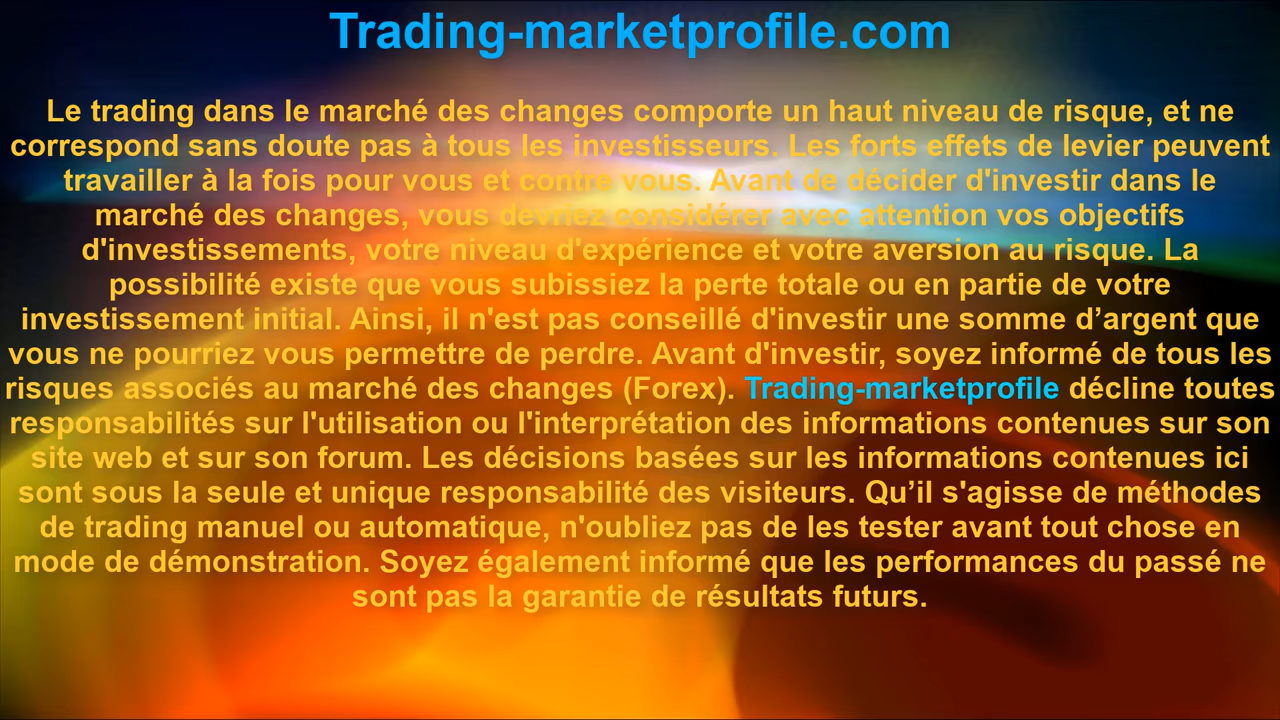 Trading-marketprofile.com
Le trading dans le marché des changes comporte un haut niveau de risque, et ne
correspond sans doute pas à tous les investisseurs. Les forts effets de levier peuvent
travailler à la fois pour vous et contre vous. Avant de décider d'investir dans le
marché des changes, vous devriez considérer avec attention vos objectifs
d'investissements, votre niveau d'expérience et votre aversion au risque. La
possibilité existe que vous subissiez la perte totale ou en partie de votre
investissement initial. Ainsi, il n'est pas conseillé d'investir une somme d’argent que
vous ne pourriez vous permettre de perdre. Avant d'investir, soyez informé de tous les
risques associés au marché des changes (Forex). Trading-marketprofile décline toutes
responsabilités sur l'utilisation ou l'interprétation des informations contenues sur son
site web et sur son forum. Les décisions basées sur les informations contenues ici
sont sous la seule et unique responsabilité des visiteurs. Qu’il s'agisse de méthodes
de trading manuel ou automatique, n'oubliez pas de les tester avant tout chose en
mode de démonstration. Soyez également informé que les performances du passé ne
sont pas la garantie de résultats futurs.